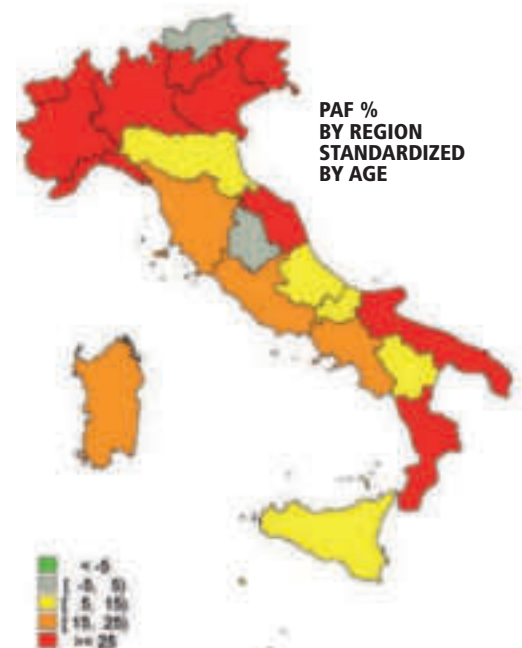 PAF %
BY REGION
STANDARDIZED
BY AGE
< -5
-5, 5)
5, 15)
15, 25)
>= 25